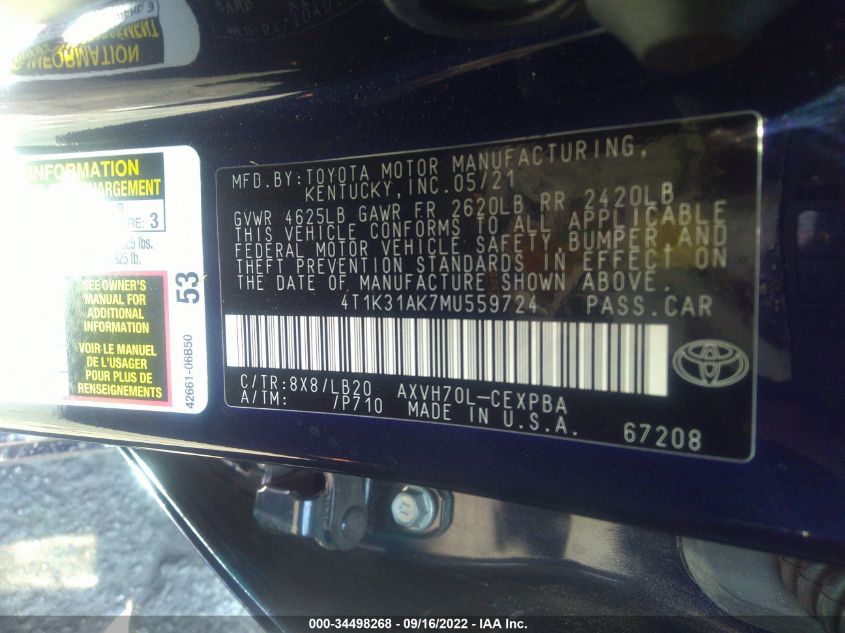 INFORMATION
INFORMATION
53
SEE OWNER'S
MANUAL FOR
ADDITIONAL
INFORMATION
VOIR LE MANUEL
DE L'USAGER
POUR PLUS DE
RENSEIGNEMENTS
42661-06B50
MFD.BY:TOYOTA MOTOR MANUFACTURING,
KENTUCKY,INC.05/21
GVWR 4625LB GAWR FR 2620LB RR 2420LB
THIS VEHICLE CONFORMS TO ALL APPLICABLE
FEDERAL MOTOR VEHICLE SAFETY, BUMPER,AND
THEFT PREVENTION STANDARDS IN EFFECT ON
THE DATE OF MANUFACTURE SHOWN ABOVE.
4T1K31AK7MU559724 PASS.CAR
C/TR:8X8/LB20 AXVH70L-CEXPBA
A/TM: 7P710 MADE IN U.S.A.
67208
000-34498268 - 09/16/2022 - IAA Inc.